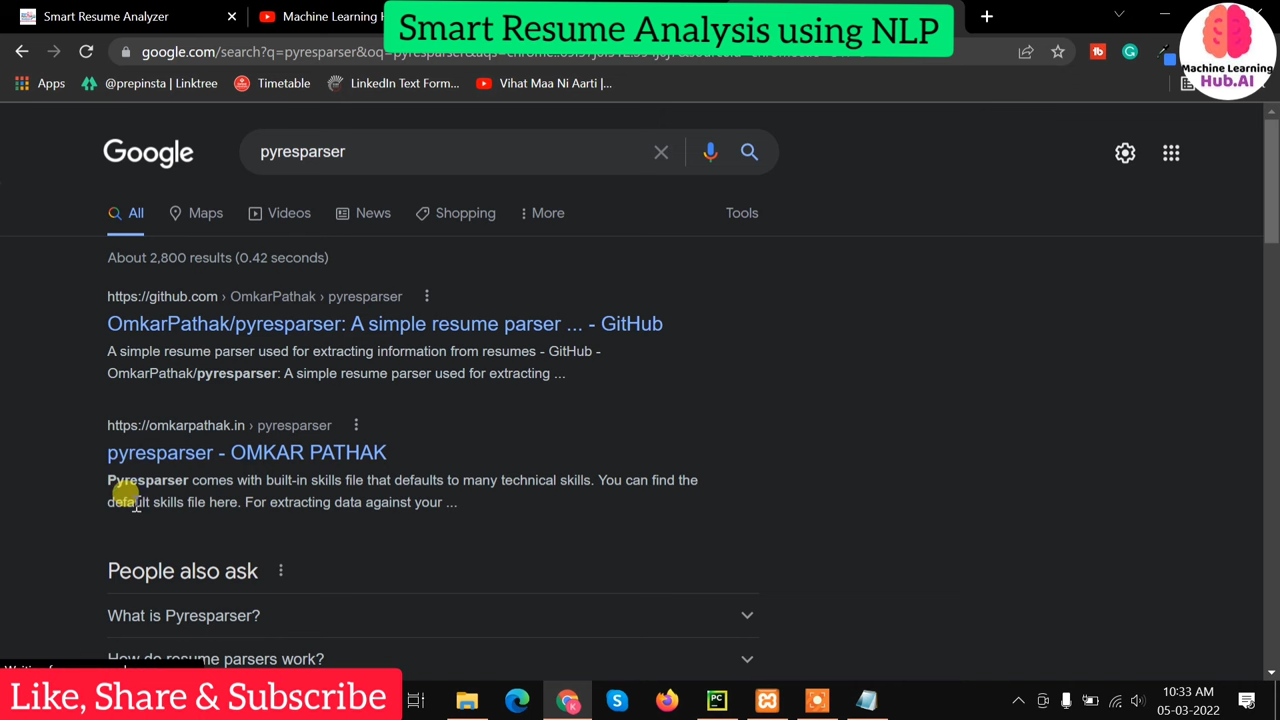 Smart Resume Analyzer
Machine Learning H
Smart Resume Analysis using NLP
google.com/search?q=pyresparser&oq=
Apps
@prepinsta | Linktree
Timetable
LinkedIn Text Form...
Vihat Maa Ni Aarti |...
Machine Learning
Hub.AI
Google
pyresparser
All
Maps
Videos
News
Shopping
More
Tools
About 2,800 results (0.42 seconds)
https://github.com › OmkarPathak › pyresparser
OmkarPathak/pyresparser: A simple resume parser ... - GitHub
A simple resume parser used for extracting information from resumes - GitHub -
OmkarPathak/pyresparser: A simple resume parser used for extracting ...
https://omkarpathak.in › pyresparser
pyresparser - OMKAR PATHAK
Pyresparser comes with built-in skills file that defaults to many technical skills. You can find the
default skills file here. For extracting data against your ...
People also ask
What is Pyresparser?
How do resume parsers work?
Like, Share & Subscribe
10:33 AM
05-03-2022